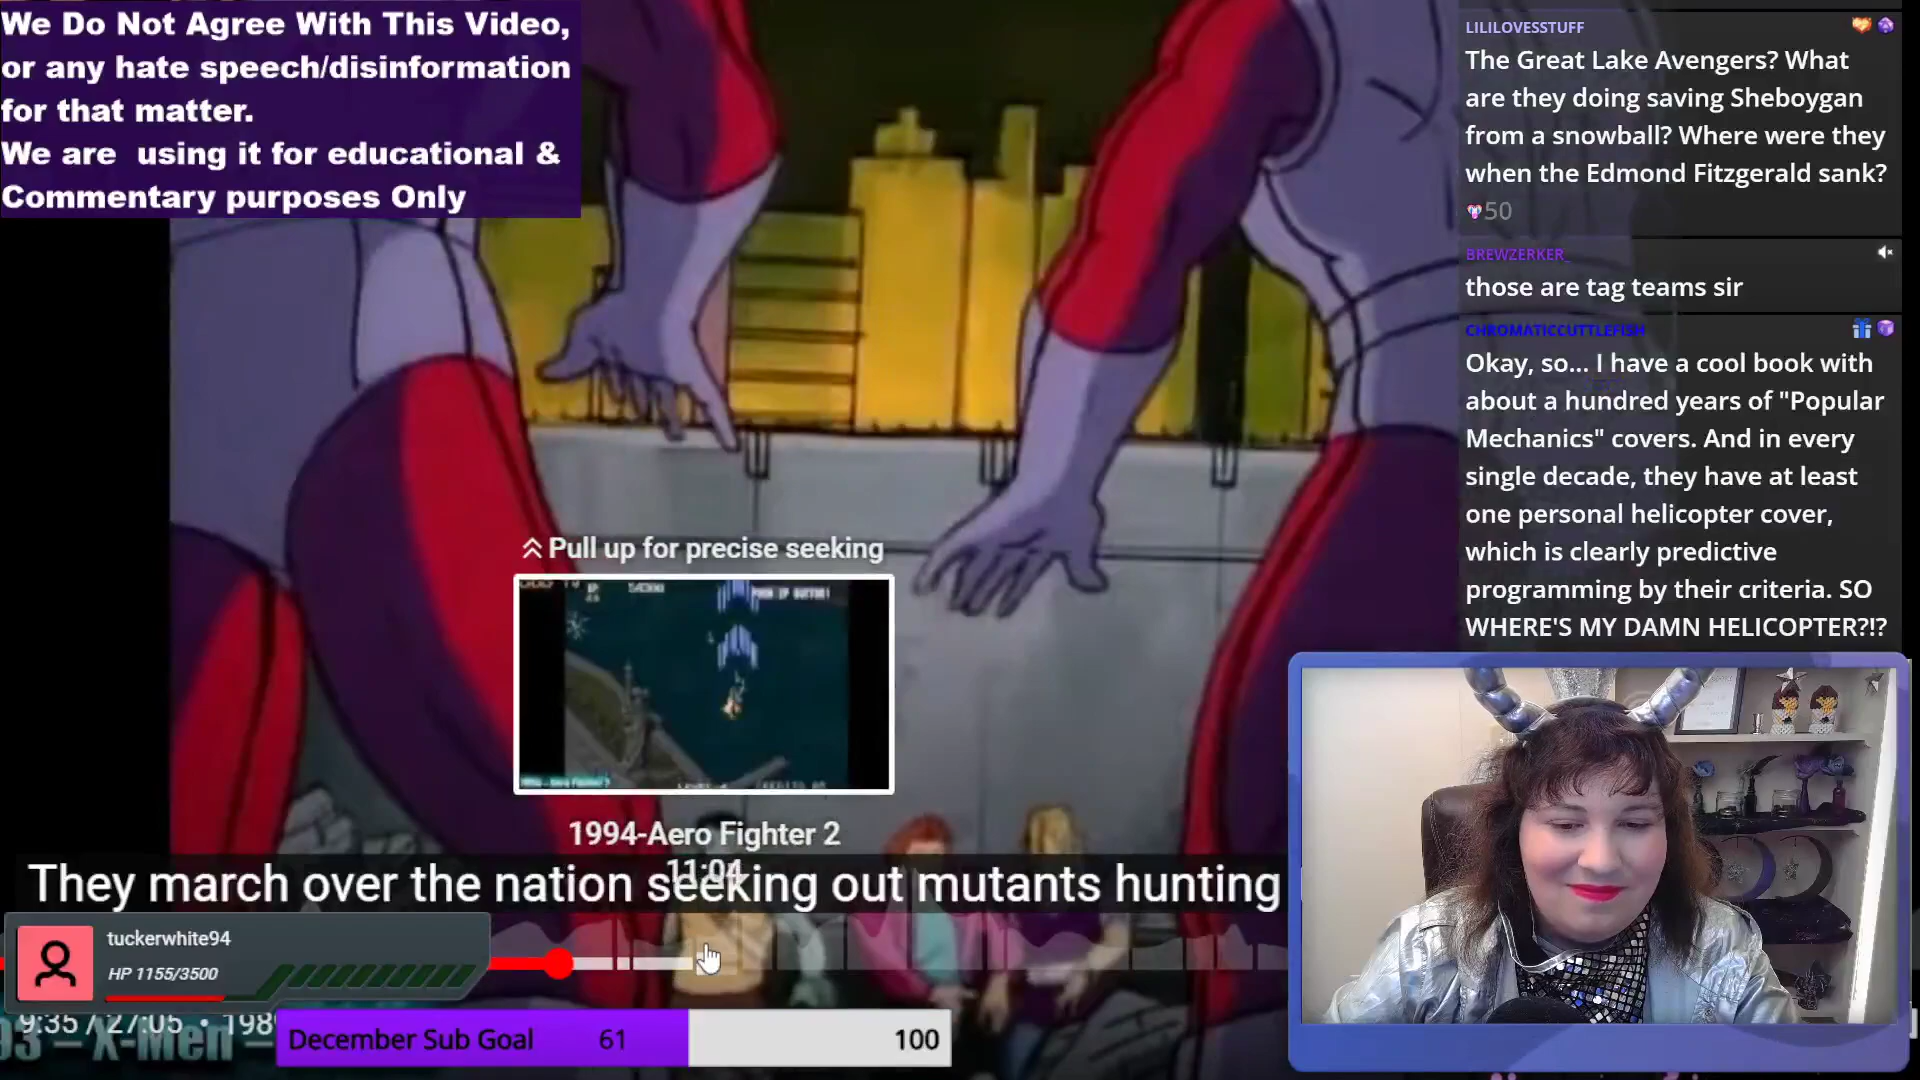 We Do Not Agree With This Video,
or any hate speech/disinformation
for that matter.
We are using it for educational &
Commentary purposes Only
LILILOVESSTUFF
The Great Lake Avengers? What
are they doing saving Sheboygan
from a snowball? Where were they
when the Edmond Fitzgerald sank?
50
BREWZERKER_
those are tag teams sir
CHROMATICCUTTLEFISH
Okay, so... I have a cool book with
about a hundred years of "Popular
Mechanics" covers. And in every
single decade, they have at least
one personal helicopter cover,
which is clearly predictive
programming by their criteria. SO
WHERE'S MY DAMN HELICOPTER?!?
Pull up for precise seeking
1994-Aero Fighter 2
11:04
They march over the nation seeking out mutants hunting
tuckerwhite94
HP 1155/3500
9:35 / 27:05 • 198
93 – X-Men –
December Sub Goal 61 100